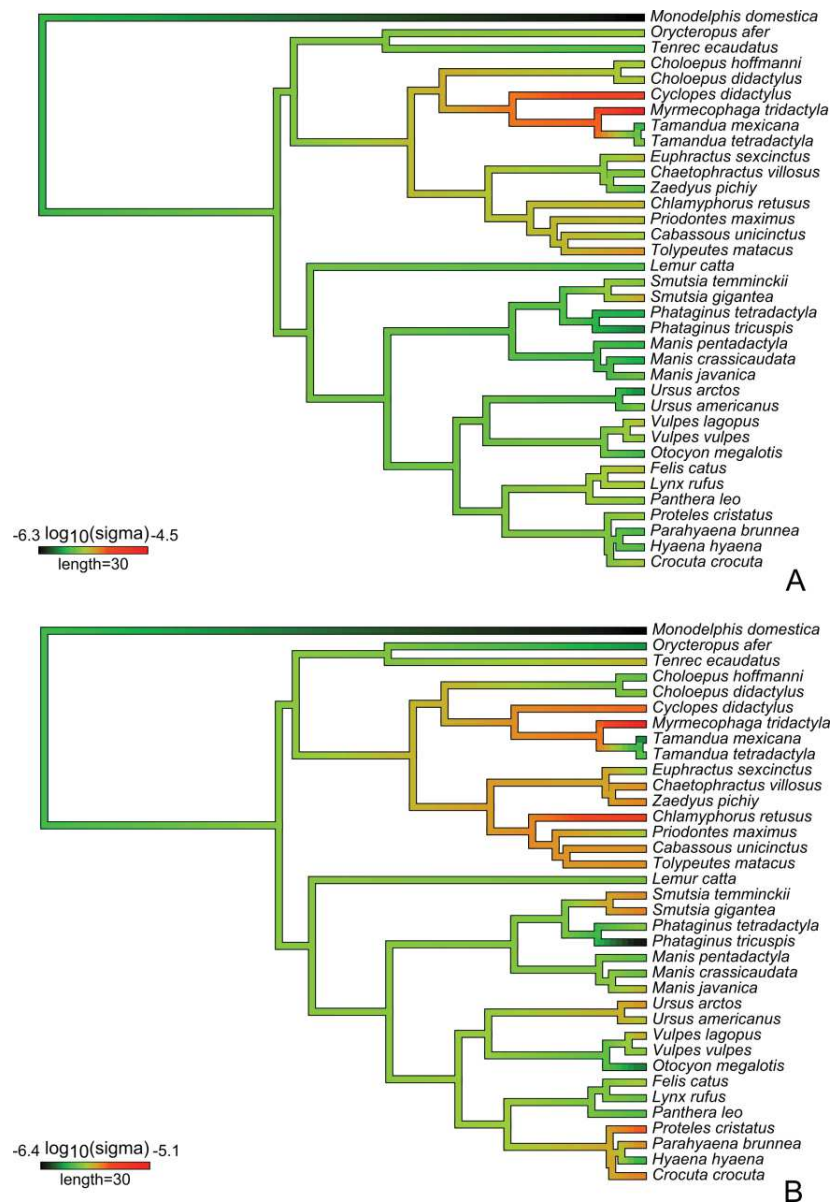 Monodelphis domestica
Orycteropus afer
Tenrec ecaudatus
Choloepus hoffmanni
Choloepus didactylus
Cyclopes didactylus
Myrmecophaga tridactyla
Tamandua mexicana
Tamandua tetradactyla
Euphractus sexcinctus
Chaetophractus villosus
Zaedyus pichiy
Chlamyphorus retusus
Priodontes maximus
Cabassous unicinctus
Tolypeutes matacus
Lemur catta
Smutsia temminckii
Smutsia gigantea
Phataginus tetradactyla
Phataginus tricuspis
Manis pentadactyla
Manis crassicaudata
Manis javanica
Ursus arctos
Ursus americanus
Vulpes lagopus
Vulpes vulpes
Otocyon megalotis
Felis catus
Lynx rufus
Panthera leo
Proteles cristatus
Parahyaena brunnea
Hyaena hyaena
Crocuta crocuta
-6.3 log10(sigma) -4.5
length=30
A
Monodelphis domestica
Orycteropus afer
Tenrec ecaudatus
Choloepus hoffmanni
Choloepus didactylus
Cyclopes didactylus
Myrmecophaga tridactyla
Tamandua mexicana
Tamandua tetradactyla
Euphractus sexcinctus
Chaetophractus villosus
Zaedyus pichiy
Chlamyphorus retusus
Priodontes maximus
Cabassous unicinctus
Tolypeutes matacus
Lemur catta
Smutsia temminckii
Smutsia gigantea
Phataginus tetradactyla
Phataginus tricuspis
Manis pentadactyla
Manis crassicaudata
Manis javanica
Ursus arctos
Ursus americanus
Vulpes lagopus
Vulpes vulpes
Otocyon megalotis
Felis catus
Lynx rufus
Panthera leo
Proteles cristatus
Parahyaena brunnea
Hyaena hyaena
Crocuta crocuta
-6.4 log10(sigma) -5.1
length=30
B